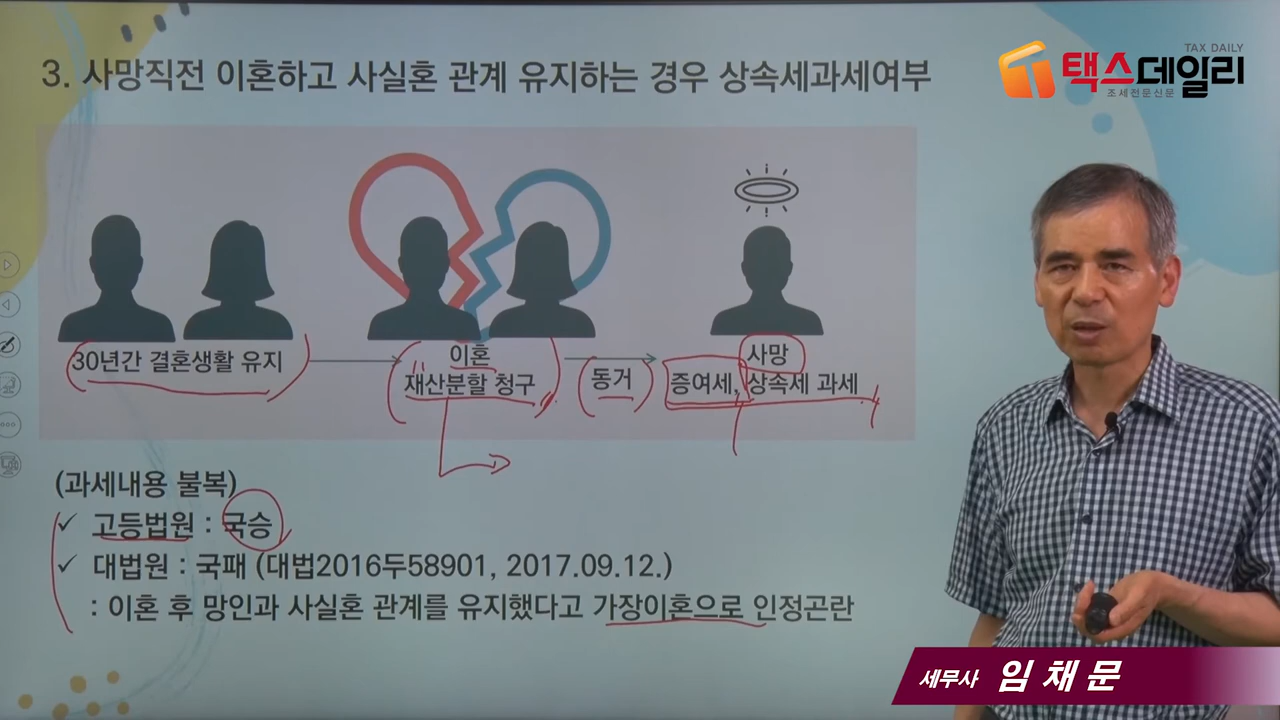 3. 사망직전 이혼하고 사실혼 관계 유지하는 경우 상속세과세여부
TAX DAILY
택스데일리
조세전문신문
30년간 결혼생활 유지
이혼
재산분할 청구
동거
사망
증여세, 상속세 과세
(과세내용 불복)
✓ 고등법원 : 국승
✓ 대법원 : 국패 (대법2016두58901, 2017.09.12.)
: 이혼 후 망인과 사실혼 관계를 유지했다고 가장이혼으로 인정곤란
세무사 임채문